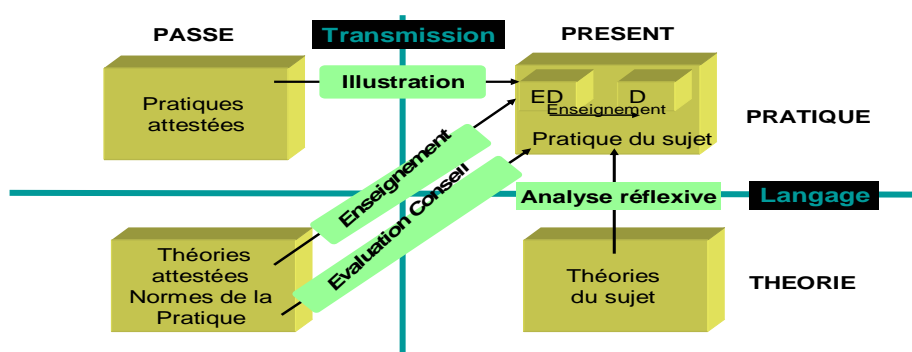 PASSE
Transmission
PRESENT
Illustration
Pratiques
attestées
ED
D
Enseignement
Pratique du sujet
PRATIQUE
Enseignement
Evaluation Conseil
Analyse réflexive
Langage
Théories
attestées
Normes de la
Pratique
Théories
du sujet
THEORIE